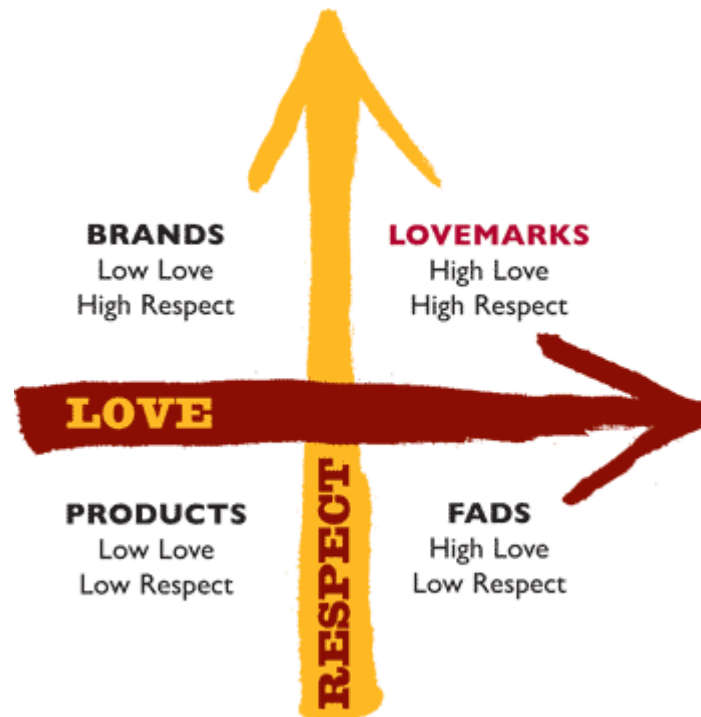 BRANDS
Low Love
High Respect
LOVEMARKS
High Love
High Respect
LOVE
RESPECT
PRODUCTS
Low Love
Low Respect
FADS
High Love
Low Respect